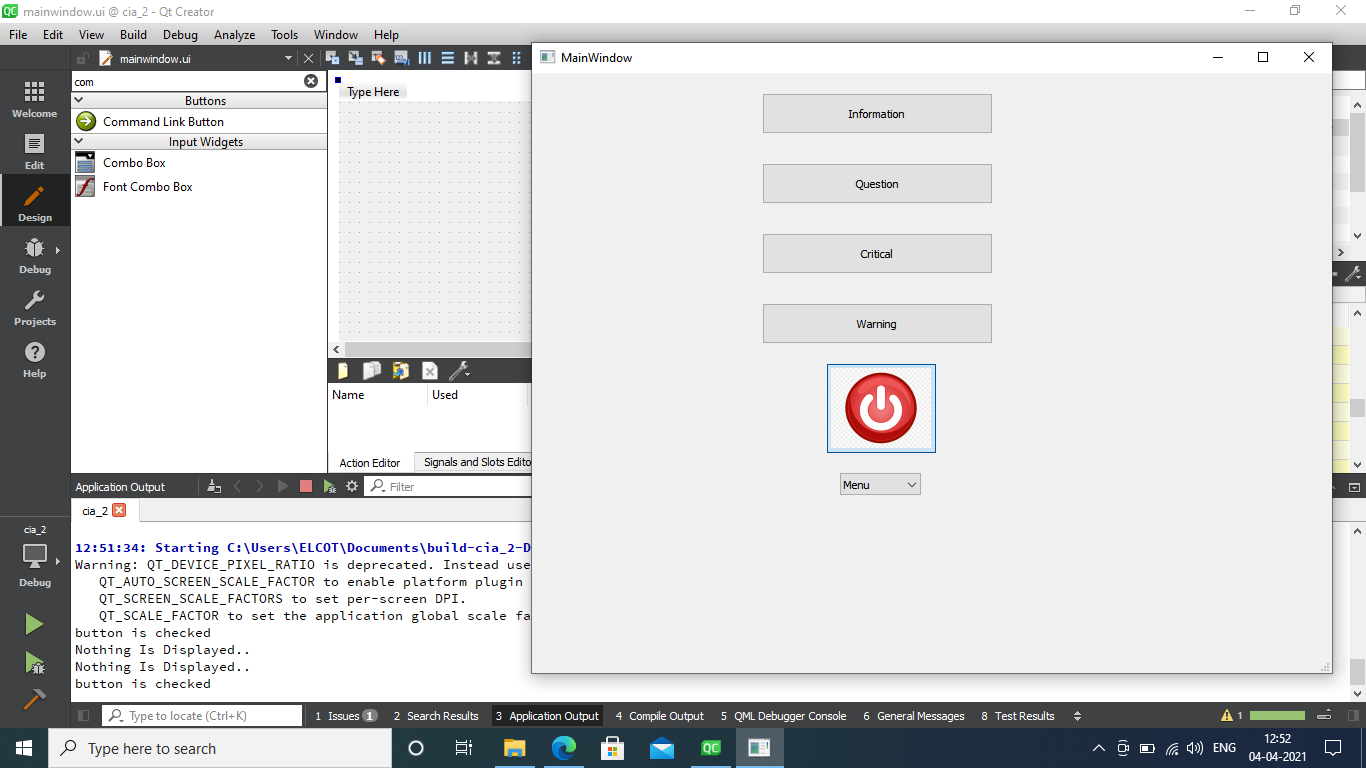 mainwindow.ui @ cia_2 - Qt Creator
File Edit View Build Debug Analyze Tools Window Help
mainwindow.ui
MainWindow
com
Type Here
Buttons
Command Link Button
Input Widgets
Combo Box
Font Combo Box
Welcome
Edit
Design
Debug
Projects
Help
Information
Question
Critical
Warning
Menu
Name Used
Action Editor Signals and Slots Edito
Application Output
Filter
cia_2
12:51:34: Starting C:\Users\ELCOT\Documents\build-cia_2-D
Warning: QT_DEVICE_PIXEL_RATIO is deprecated. Instead use
QT_AUTO_SCREEN_SCALE_FACTOR to enable platform plugin
QT_SCREEN_SCALE_FACTORS to set per-screen DPI.
QT_SCALE_FACTOR to set the application global scale fa
button is checked
Nothing Is Displayed..
Nothing Is Displayed..
button is checked
cia_2
Debug
Type to locate (Ctrl+K) 1 Issues 1 2 Search Results 3 Application Output 4 Compile Output 5 QML Debugger Console 6 General Messages 8 Test Results 1
Type here to search
QC
ENG
12:52
04-04-2021